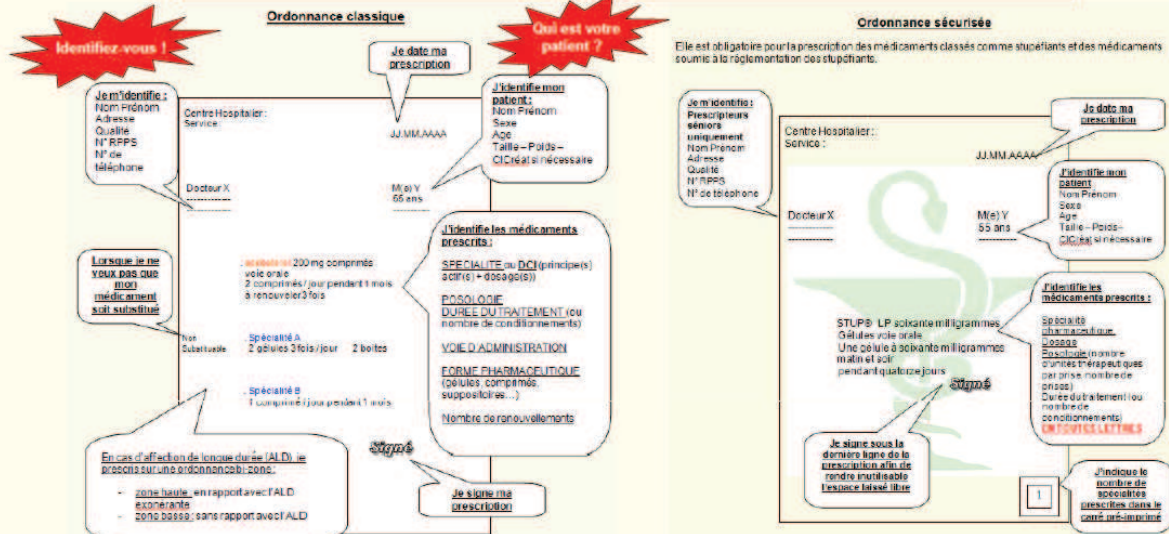 Ordonnance classique
Identifiez-vous !
Qui est votre
patient ?
Je date ma
prescription
Je m'identifie :
Nom Prénom
Adresse
Qualité
N° RPPS
N° de
téléphone
J'identifie mon
patient :
Nom Prénom
Sexe
Age
Taille – Poids –
ClCréat si nécessaire
Centre Hospitalier :
Service :
JJ.MM.AAAA
Docteur X
M(e) Y
55 ans
Lorsque je ne
veux pas que
mon
médicament
soit substitué
200 mg comprimés
voie orale
2 comprimés / jour pendant 1 mois
à renouveler 3 fois
Non
Substituable
. Spécialité A
2 gélules 3 fois / jour 2 boites
. Spécialité B
1 comprimé / jour pendant 1 mois
J'identifie les médicaments
prescrits :
SPECIALITE ou DCI (principe(s)
actif(s) + dosage(s))
POSOLOGIE
DUREE DU TRAITEMENT (ou
nombre de conditionnements)
VOIE D'ADMINISTRATION
FORME PHARMACEUTIQUE
(gélules, comprimés,
suppositoires…)
Nombre de renouvellements
Signé
Je signe ma
prescription
En cas d'affection de longue durée (ALD), je
prescris sur une ordonnance bi-zone :
- zone haute : en rapport avec l'ALD
exonérante
- zone basse : sans rapport avec l'ALD
Ordonnance sécurisée
Elle est obligatoire pour la prescription des médicaments classés comme stupéfiants et des médicaments
soumis à la réglementation des stupéfiants.
Je m'identifie :
Prescripteurs
séniors
uniquement
Nom Prénom
Adresse
Qualité
N° RPPS
N° de téléphone
Je date ma
prescription
Centre Hospitalier :
Service :
JJ.MM.AAAA
J'identifie mon
patient
Nom Prénom
Sexe
Age
Taille – Poids –
ClCréat si nécessaire
Docteur X
M(e) Y
55 ans
STUP® LP soixante milligrammes
Gélules voie orale
Une gélule à soixante milligrammes
matin et soir
pendant quatorze jours
Signé
J'identifie les
médicaments prescrits :
Spécialité
pharmaceutique
Dosage
Posologie (nombre
d'unités thérapeutiques
par prise, nombre de
prises)
Durée du traitement (ou
nombre de
conditionnements)
EN TOUTES LETTRES
Je signe sous la
dernière ligne de la
prescription afin de
rendre inutilisable
l'espace laissé libre
1
J'indique le
nombre de
spécialités
prescrites dans le
carré pré-imprimé